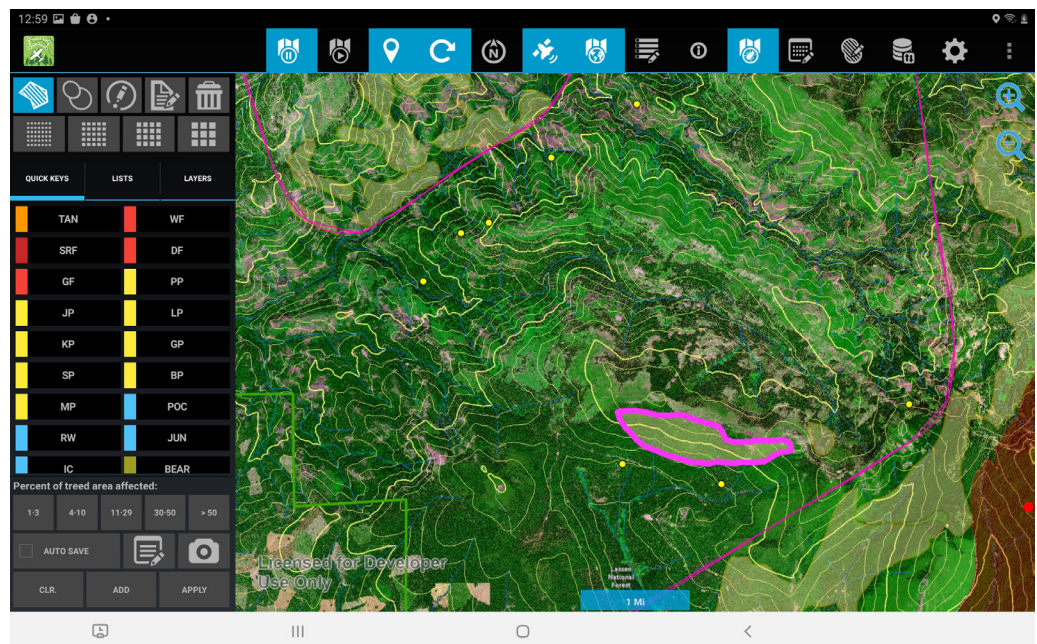 12:59
QUICK KEYS LISTS LAYERS
TAN WF
SRF DF
GF PP
JP LP
KP GP
SP BP
MP POC
RW JUN
IC BEAR
Percent of treed area affected:
1-3 4-10 11-29 30-50 > 50
AUTO SAVE
CLR. ADD APPLY
N
Licensed for Developer
Use Only
Lassen
National
Forest
1 Mi